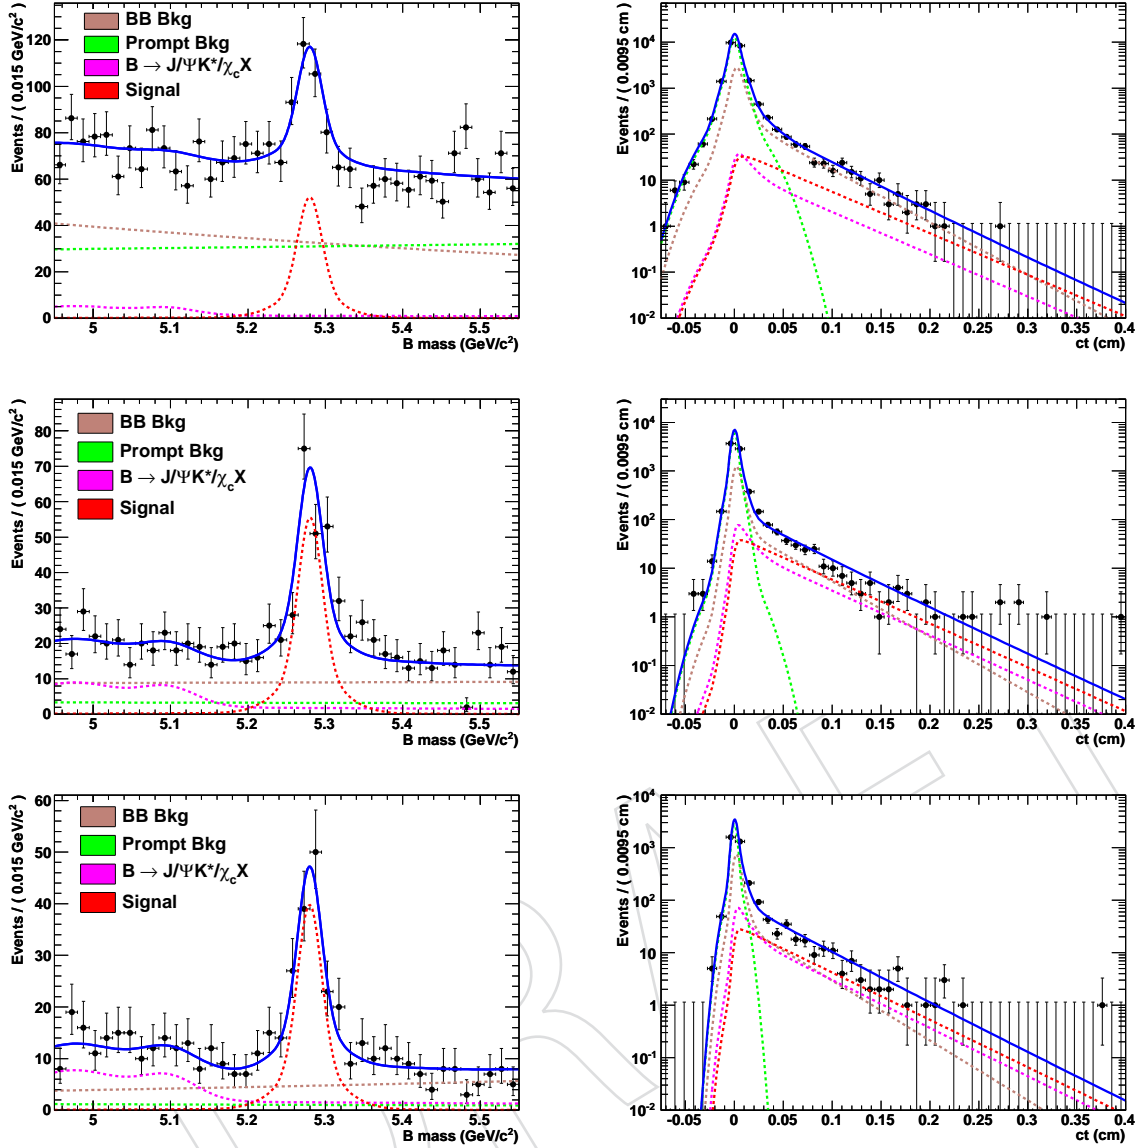 Events / ( 0.015 GeV/c² )
120
100
80
60
40
20
0
BB Bkg
Prompt Bkg
B → J/ΨK*/χ_c X
Signal
5 5.1 5.2 5.3 5.4 5.5
B mass (GeV/c²)
Events / ( 0.0095 cm )
10⁴
10³
10²
10
1
10⁻¹
10⁻²
-0.05 0 0.05 0.1 0.15 0.2 0.25 0.3 0.35 0.4
ct (cm)
Events / ( 0.015 GeV/c² )
80
70
60
50
40
30
20
10
0
BB Bkg
Prompt Bkg
B → J/ΨK*/χ_c X
Signal
5 5.1 5.2 5.3 5.4 5.5
B mass (GeV/c²)
Events / ( 0.0095 cm )
10⁴
10³
10²
10
1
10⁻¹
10⁻²
-0.05 0 0.05 0.1 0.15 0.2 0.25 0.3 0.35 0.4
ct (cm)
Events / ( 0.015 GeV/c² )
60
50
40
30
20
10
0
BB Bkg
Prompt Bkg
B → J/ΨK*/χ_c X
Signal
5 5.1 5.2 5.3 5.4 5.5
B mass (GeV/c²)
Events / ( 0.0095 cm )
10⁴
10³
10²
10
1
10⁻¹
10⁻²
-0.05 0 0.05 0.1 0.15 0.2 0.25 0.3 0.35 0.4
ct (cm)